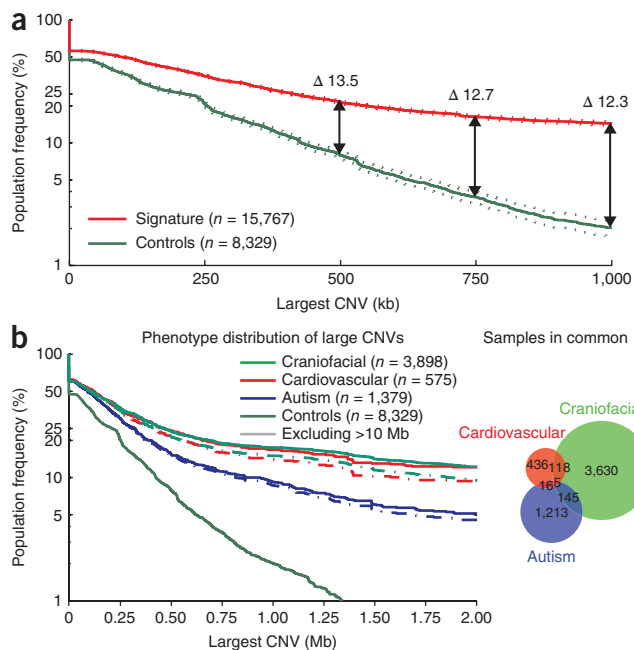 a
Population frequency (%)
100
50
25
20
10
5
1
Δ 13.5
Δ 12.7
Δ 12.3
Signature (n = 15,767)
Controls (n = 8,329)
0
250
500
750
1,000
Largest CNV (kb)
b
Phenotype distribution of large CNVs
Samples in common
Population frequency (%)
100
50
25
20
10
5
1
Craniofacial (n = 3,898)
Cardiovascular (n = 575)
Autism (n = 1,379)
Controls (n = 8,329)
Excluding >10 Mb
0
0.25
0.50
0.75
1.00
1.25
1.50
1.75
2.00
Largest CNV (Mb)
Craniofacia
Cardiovascular
436
118
3,630
16
5
145
1,213
Autism